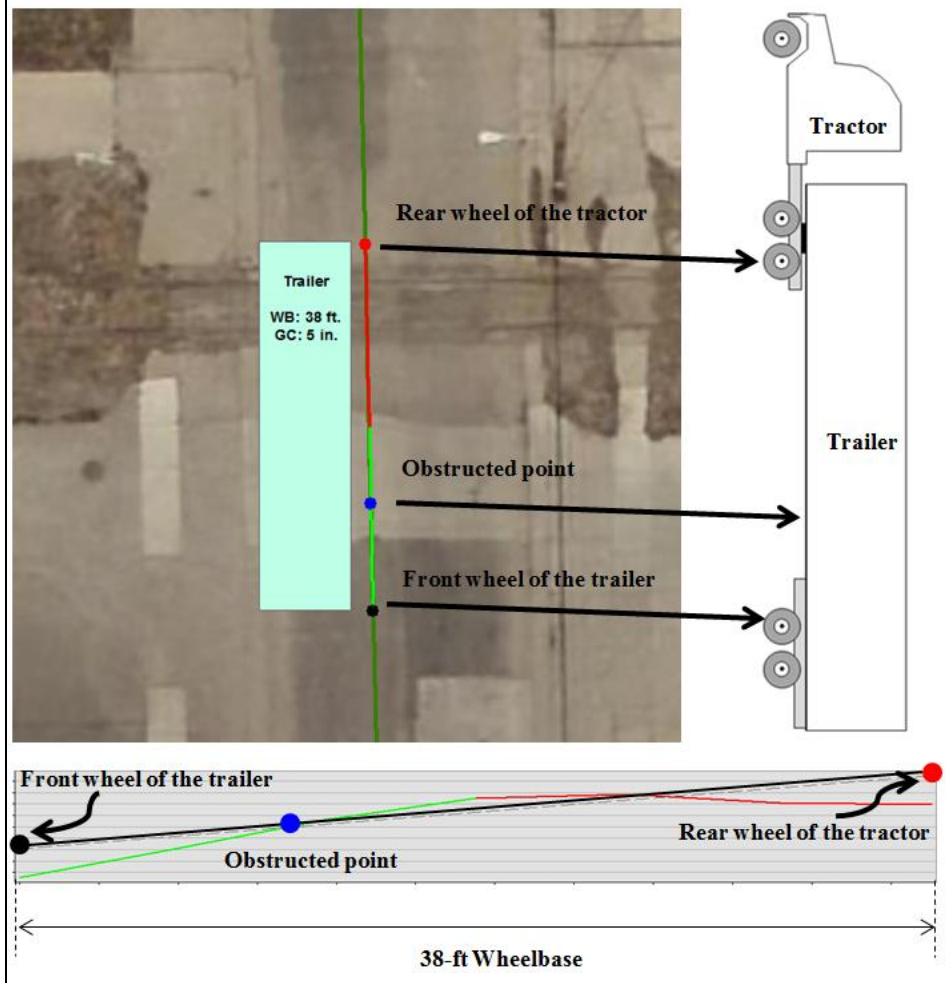 Tractor
Rear wheel of the tractor
Trailer
WB: 38 ft.
GC: 5 in.
Trailer
Obstructed point
Front wheel of the trailer
Front wheel of the trailer
Rear wheel of the tractor
Obstructed point
38-ft Wheelbase